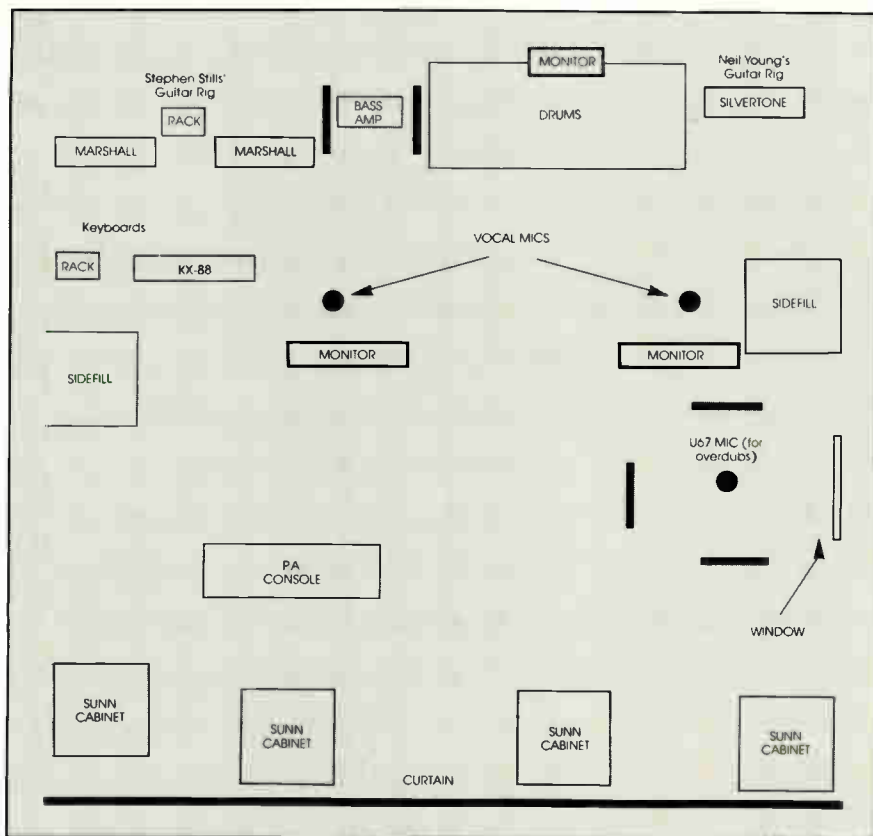 MONITOR
Neil Young's
Guitar Rig
Stephen Stills'
Guitar Rig
RACK
BASS
AMP
DRUMS
SILVERTONE
MARSHALL
MARSHALL
Keyboards
VOCAL MICS
RACK
KX-88
SIDEFILL
MONITOR
MONITOR
SIDEFILL
U67 MIC (for
overdubs)
PA
CONSOLE
WINDOW
SUNN
CABINET
SUNN
CABINET
SUNN
CABINET
SUNN
CABINET
CURTAIN